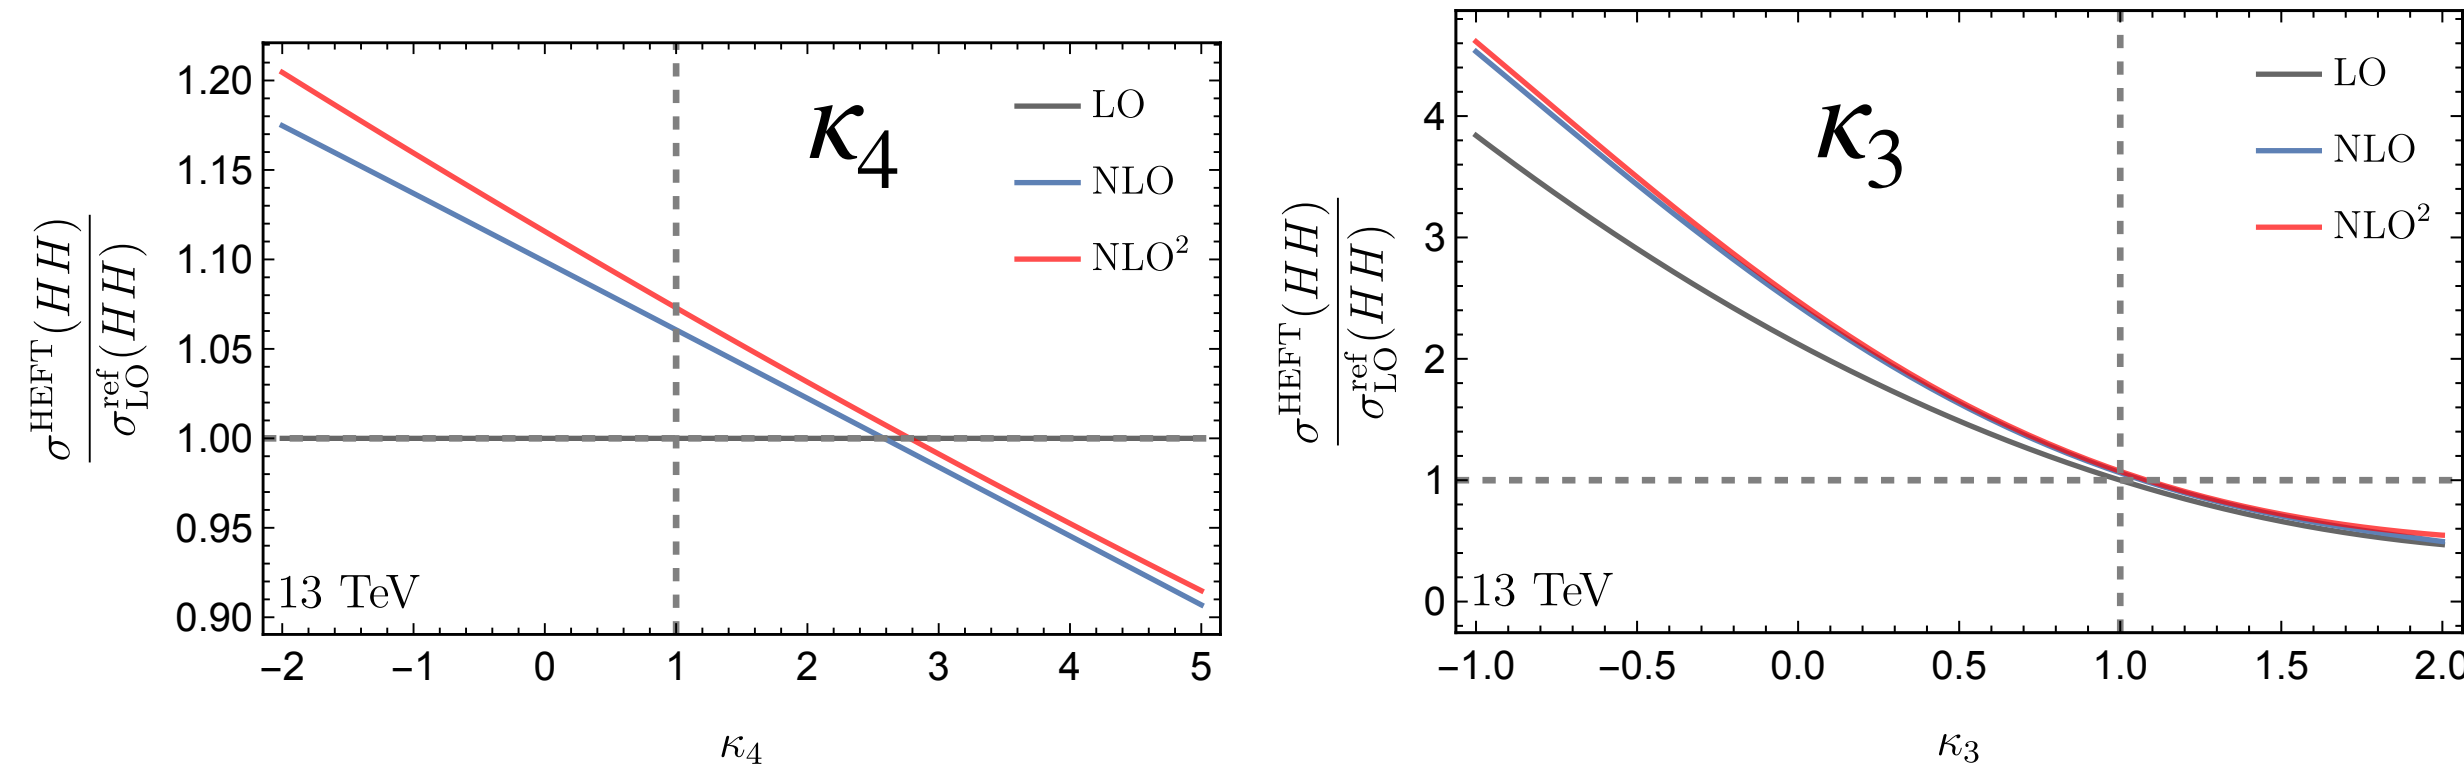 σ^HEFT(HH)
σ^ref_LO(HH)
1.20
1.15
1.10
1.05
1.00
0.95
0.90
κ4
LO
NLO
NLO²
13 TeV
−2 −1 0 1 2 3 4 5
κ4
σ^HEFT(HH)
σ^ref_LO(HH)
4
3
2
1
0
κ3
LO
NLO
NLO²
13 TeV
−1.0 −0.5 0.0 0.5 1.0 1.5 2.0
κ3